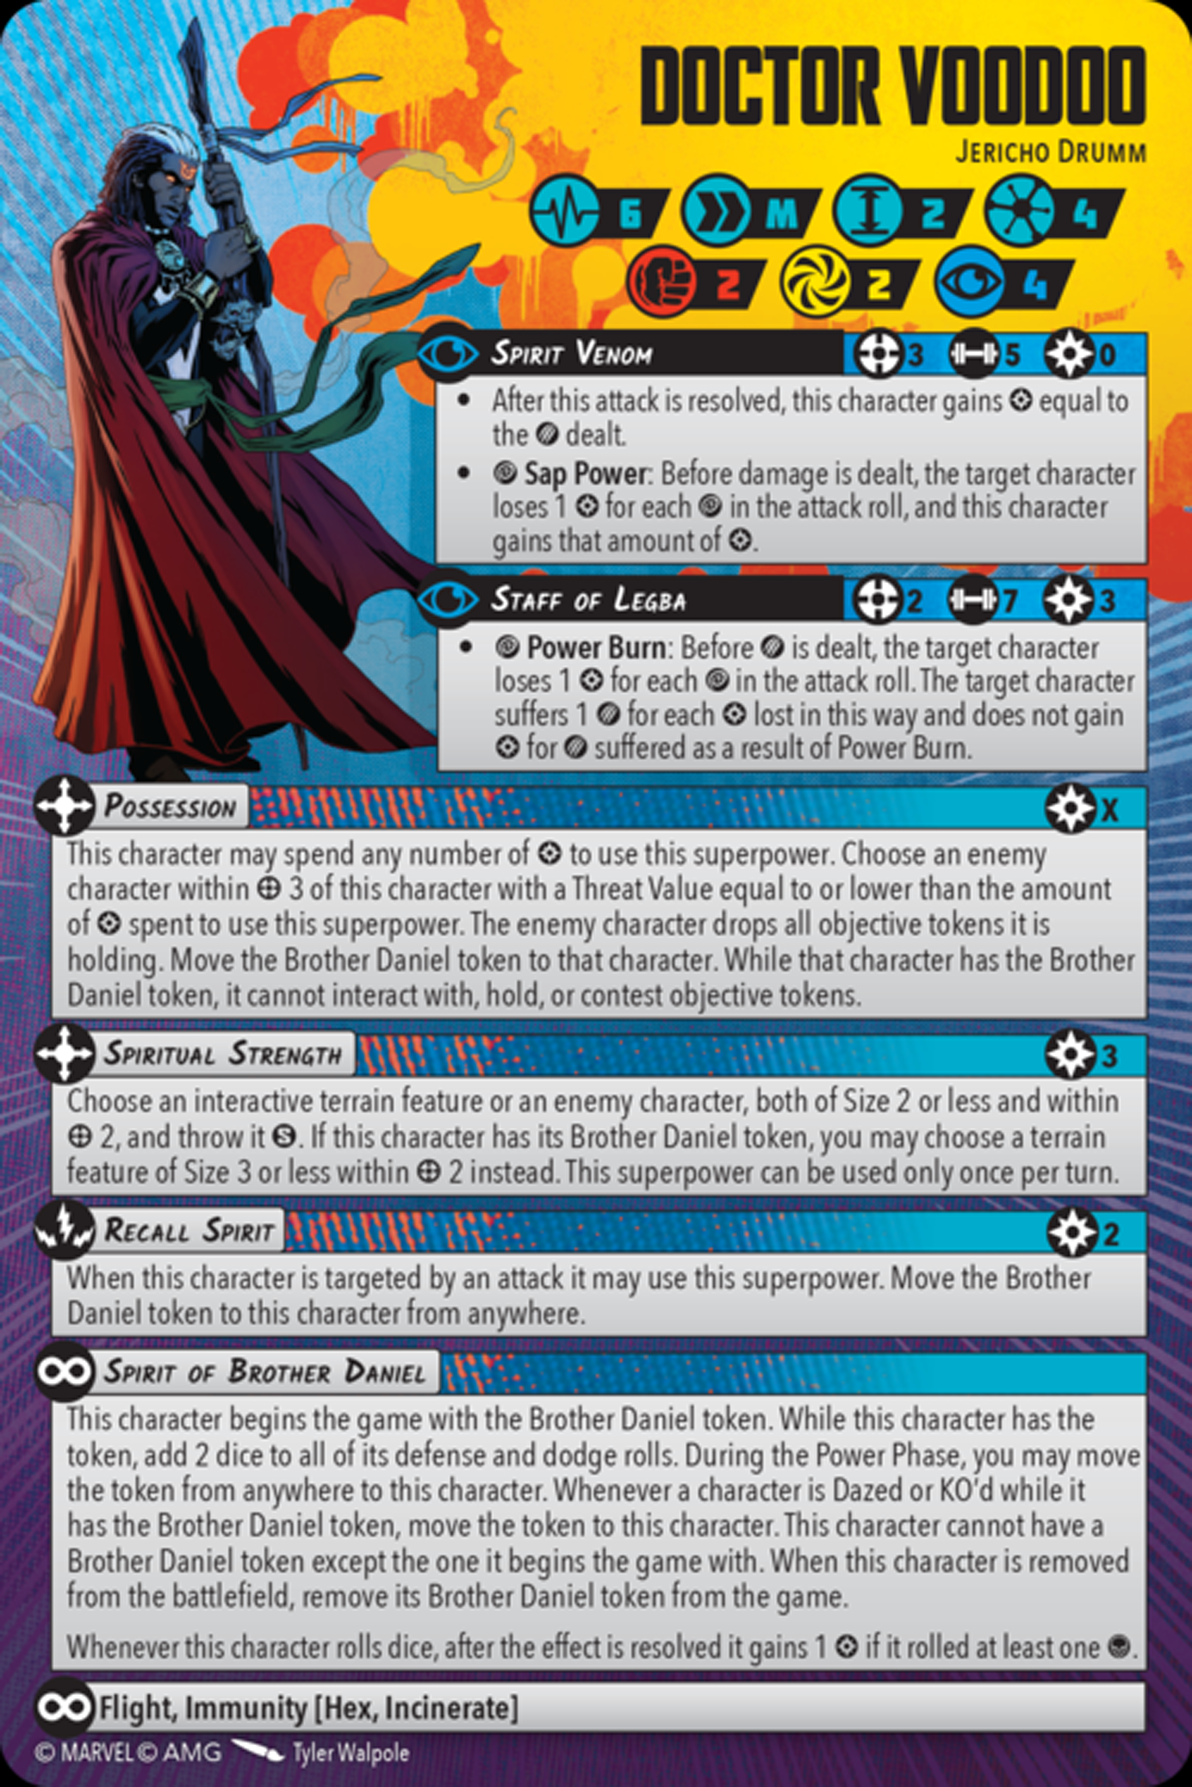 DOCTOR VOODOO
JERICHO DRUMM
6 M 2 4
2 2 4
SPIRIT VENOM 3 5 0
• After this attack is resolved, this character gains equal to
the dealt.
• Sap Power: Before damage is dealt, the target character
loses 1 for each in the attack roll, and this character
gains that amount of .
STAFF OF LEGBA 2 7 3
• Power Burn: Before is dealt, the target character
loses 1 for each in the attack roll. The target character
suffers 1 for each lost in this way and does not gain
for suffered as a result of Power Burn.
POSSESSION X
This character may spend any number of to use this superpower. Choose an enemy
character within 3 of this character with a Threat Value equal to or lower than the amount
of spent to use this superpower. The enemy character drops all objective tokens it is
holding. Move the Brother Daniel token to that character. While that character has the Brother
Daniel token, it cannot interact with, hold, or contest objective tokens.
SPIRITUAL STRENGTH 3
Choose an interactive terrain feature or an enemy character, both of Size 2 or less and within
2, and throw it S. If this character has its Brother Daniel token, you may choose a terrain
feature of Size 3 or less within 2 instead. This superpower can be used only once per turn.
RECALL SPIRIT 2
When this character is targeted by an attack it may use this superpower. Move the Brother
Daniel token to this character from anywhere.
SPIRIT OF BROTHER DANIEL
This character begins the game with the Brother Daniel token. While this character has the
token, add 2 dice to all of its defense and dodge rolls. During the Power Phase, you may move
the token from anywhere to this character. Whenever a character is Dazed or KO'd while it
has the Brother Daniel token, move the token to this character. This character cannot have a
Brother Daniel token except the one it begins the game with. When this character is removed
from the battlefield, remove its Brother Daniel token from the game.
Whenever this character rolls dice, after the effect is resolved it gains 1 if it rolled at least one .
Flight, Immunity [Hex, Incinerate]
© MARVEL © AMG Tyler Walpole